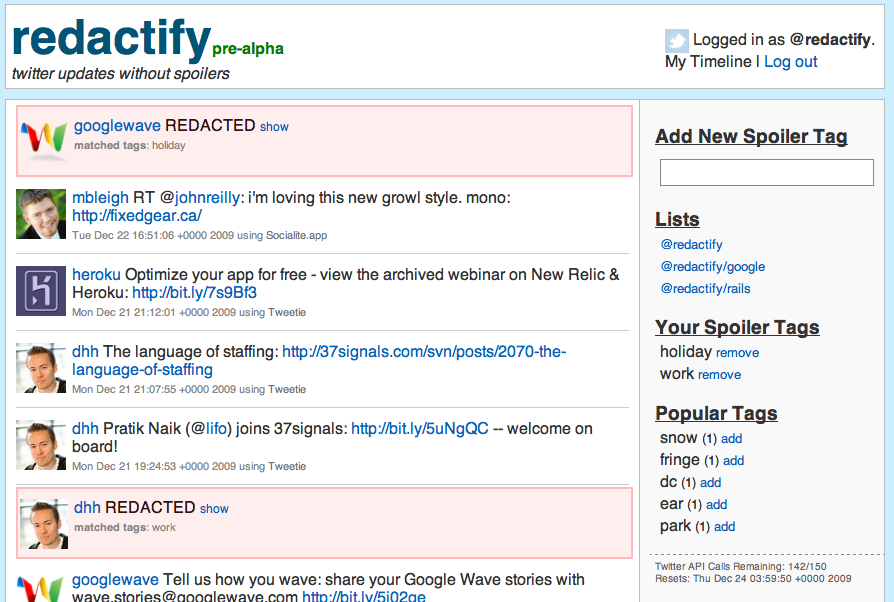 redactify pre-alpha
twitter updates without spoilers
Logged in as @redactify.
My Timeline | Log out
googlewave REDACTED show
matched tags: holiday
mbleigh RT @johnreilly: i'm loving this new growl style. mono:
http://fixedgear.ca/
Tue Dec 22 16:51:06 +0000 2009 using Socialite.app
heroku Optimize your app for free - view the archived webinar on New Relic &
Heroku: http://bit.ly/7s9Bf3
Mon Dec 21 21:12:01 +0000 2009 using Tweetie
dhh The language of staffing: http://37signals.com/svn/posts/2070-the-
language-of-staffing
Mon Dec 21 21:07:55 +0000 2009 using Tweetie
dhh Pratik Naik (@lifo) joins 37signals: http://bit.ly/5uNgQC -- welcome on
board!
Mon Dec 21 19:24:53 +0000 2009 using Tweetie
dhh REDACTED show
matched tags: work
googlewave Tell us how you wave: share your Google Wave stories with
wave.stories@googlewave.com http://bit.ly/5j02ge
Add New Spoiler Tag
Lists
@redactify
@redactify/google
@redactify/rails
Your Spoiler Tags
holiday remove
work remove
Popular Tags
snow (1) add
fringe (1) add
dc (1) add
ear (1) add
park (1) add
Twitter API Calls Remaining: 142/150
Resets: Thu Dec 24 03:59:50 +0000 2009